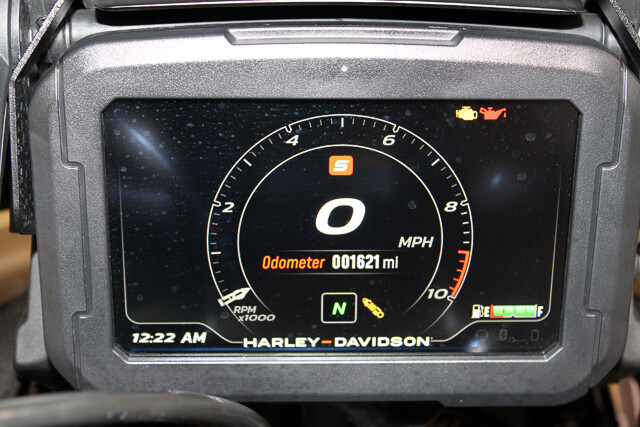 4 6
S
2 8
0
MPH
Odometer 001621 mi
RPM
x1000
N
10
E F
12:22 AM
HARLEY-DAVIDSON